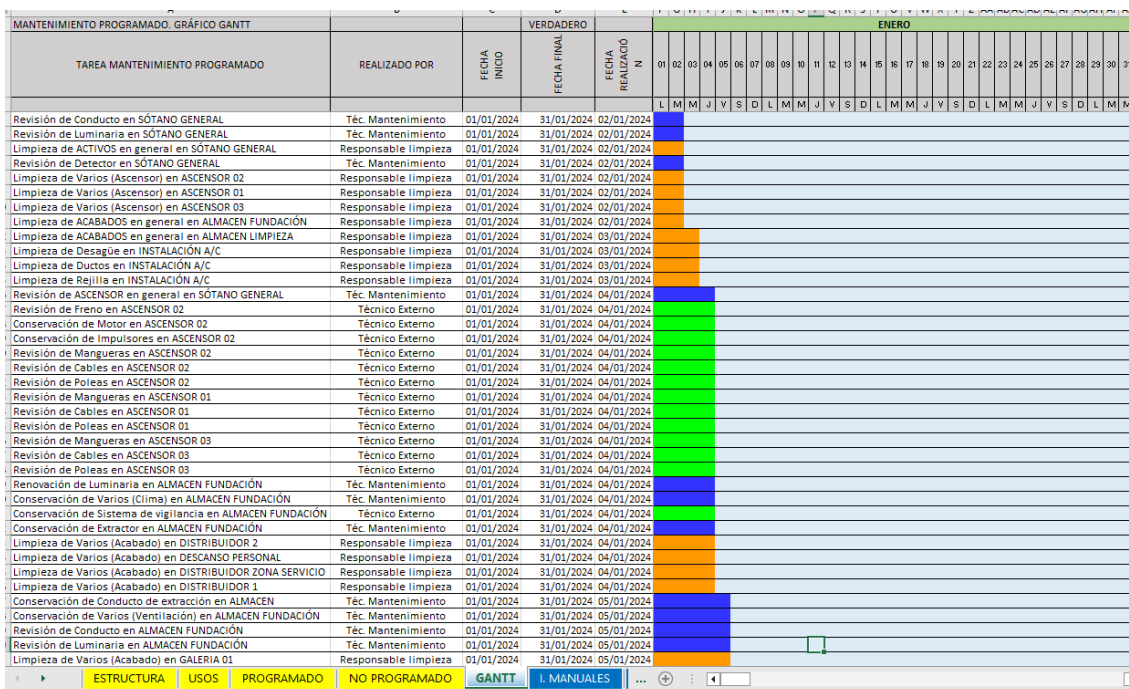 MANTENIMIENTO PROGRAMADO. GRÁFICO GANTT VERDADERO ENERO
TAREA MANTENIMIENTO PROGRAMADO REALIZADO POR FECHA INICIO FECHA FINAL FECHA REALIZACIÓ N 01 02 03 04 05 06 07 08 09 10 11 12 13 14 15 16 17 18 19 20 21 22 23 24 25 26 27 28 29 30 31
L M M J V S D L M M J V S D L M M J V S D L M M J V S D L M M
Revisión de Conducto en SÓTANO GENERAL Téc. Mantenimiento 01/01/2024 31/01/2024 02/01/2024
Revisión de Luminaria en SÓTANO GENERAL Téc. Mantenimiento 01/01/2024 31/01/2024 02/01/2024
Limpieza de ACTIVOS en general en SÓTANO GENERAL Responsable limpieza 01/01/2024 31/01/2024 02/01/2024
Revisión de Detector en SÓTANO GENERAL Téc. Mantenimiento 01/01/2024 31/01/2024 02/01/2024
Limpieza de Varios (Ascensor) en ASCENSOR 02 Responsable limpieza 01/01/2024 31/01/2024 02/01/2024
Limpieza de Varios (Ascensor) en ASCENSOR 01 Responsable limpieza 01/01/2024 31/01/2024 02/01/2024
Limpieza de Varios (Ascensor) en ASCENSOR 03 Responsable limpieza 01/01/2024 31/01/2024 02/01/2024
Limpieza de ACABADOS en general en ALMACEN FUNDACIÓN Responsable limpieza 01/01/2024 31/01/2024 02/01/2024
Limpieza de ACABADOS en general en ALMACEN LIMPIEZA Responsable limpieza 01/01/2024 31/01/2024 03/01/2024
Limpieza de Desagüe en INSTALACIÓN A/C Responsable limpieza 01/01/2024 31/01/2024 03/01/2024
Limpieza de Ductos en INSTALACIÓN A/C Responsable limpieza 01/01/2024 31/01/2024 03/01/2024
Limpieza de Rejilla en INSTALACIÓN A/C Responsable limpieza 01/01/2024 31/01/2024 03/01/2024
Revisión de ASCENSOR en general en SÓTANO GENERAL Téc. Mantenimiento 01/01/2024 31/01/2024 04/01/2024
Revisión de Freno en ASCENSOR 02 Técnico Externo 01/01/2024 31/01/2024 04/01/2024
Conservación de Motor en ASCENSOR 02 Técnico Externo 01/01/2024 31/01/2024 04/01/2024
Conservación de Impulsores en ASCENSOR 02 Técnico Externo 01/01/2024 31/01/2024 04/01/2024
Revisión de Mangueras en ASCENSOR 02 Técnico Externo 01/01/2024 31/01/2024 04/01/2024
Revisión de Cables en ASCENSOR 02 Técnico Externo 01/01/2024 31/01/2024 04/01/2024
Revisión de Poleas en ASCENSOR 02 Técnico Externo 01/01/2024 31/01/2024 04/01/2024
Revisión de Mangueras en ASCENSOR 01 Técnico Externo 01/01/2024 31/01/2024 04/01/2024
Revisión de Cables en ASCENSOR 01 Técnico Externo 01/01/2024 31/01/2024 04/01/2024
Revisión de Poleas en ASCENSOR 01 Técnico Externo 01/01/2024 31/01/2024 04/01/2024
Revisión de Mangueras en ASCENSOR 03 Técnico Externo 01/01/2024 31/01/2024 04/01/2024
Revisión de Cables en ASCENSOR 03 Técnico Externo 01/01/2024 31/01/2024 04/01/2024
Revisión de Poleas en ASCENSOR 03 Técnico Externo 01/01/2024 31/01/2024 04/01/2024
Renovación de Luminaria en ALMACEN FUNDACIÓN Téc. Mantenimiento 01/01/2024 31/01/2024 04/01/2024
Conservación de Varios (Clima) en ALMACEN FUNDACIÓN Téc. Mantenimiento 01/01/2024 31/01/2024 04/01/2024
Conservación de Sistema de vigilancia en ALMACEN FUNDACIÓN Técnico Externo 01/01/2024 31/01/2024 04/01/2024
Conservación de Extractor en ALMACEN FUNDACIÓN Téc. Mantenimiento 01/01/2024 31/01/2024 04/01/2024
Limpieza de Varios (Acabado) en DISTRIBUIDOR 2 Responsable limpieza 01/01/2024 31/01/2024 04/01/2024
Limpieza de Varios (Acabado) en DESCANSO PERSONAL Responsable limpieza 01/01/2024 31/01/2024 04/01/2024
Limpieza de Varios (Acabado) en DISTRIBUIDOR ZONA SERVICIO Responsable limpieza 01/01/2024 31/01/2024 04/01/2024
Limpieza de Varios (Acabado) en DISTRIBUIDOR 1 Responsable limpieza 01/01/2024 31/01/2024 04/01/2024
Conservación de Conducto de extracción en ALMACEN Téc. Mantenimiento 01/01/2024 31/01/2024 05/01/2024
Conservación de Varios (Ventilación) en ALMACEN FUNDACIÓN Téc. Mantenimiento 01/01/2024 31/01/2024 05/01/2024
Revisión de Conducto en ALMACEN FUNDACIÓN Téc. Mantenimiento 01/01/2024 31/01/2024 05/01/2024
Revisión de Luminaria en ALMACEN FUNDACIÓN Téc. Mantenimiento 01/01/2024 31/01/2024 05/01/2024
Limpieza de Varios (Acabado) en GALERIA 01 Responsable limpieza 01/01/2024 31/01/2024 05/01/2024
ESTRUCTURA USOS PROGRAMADO NO PROGRAMADO GANTT I. MANUALES ...